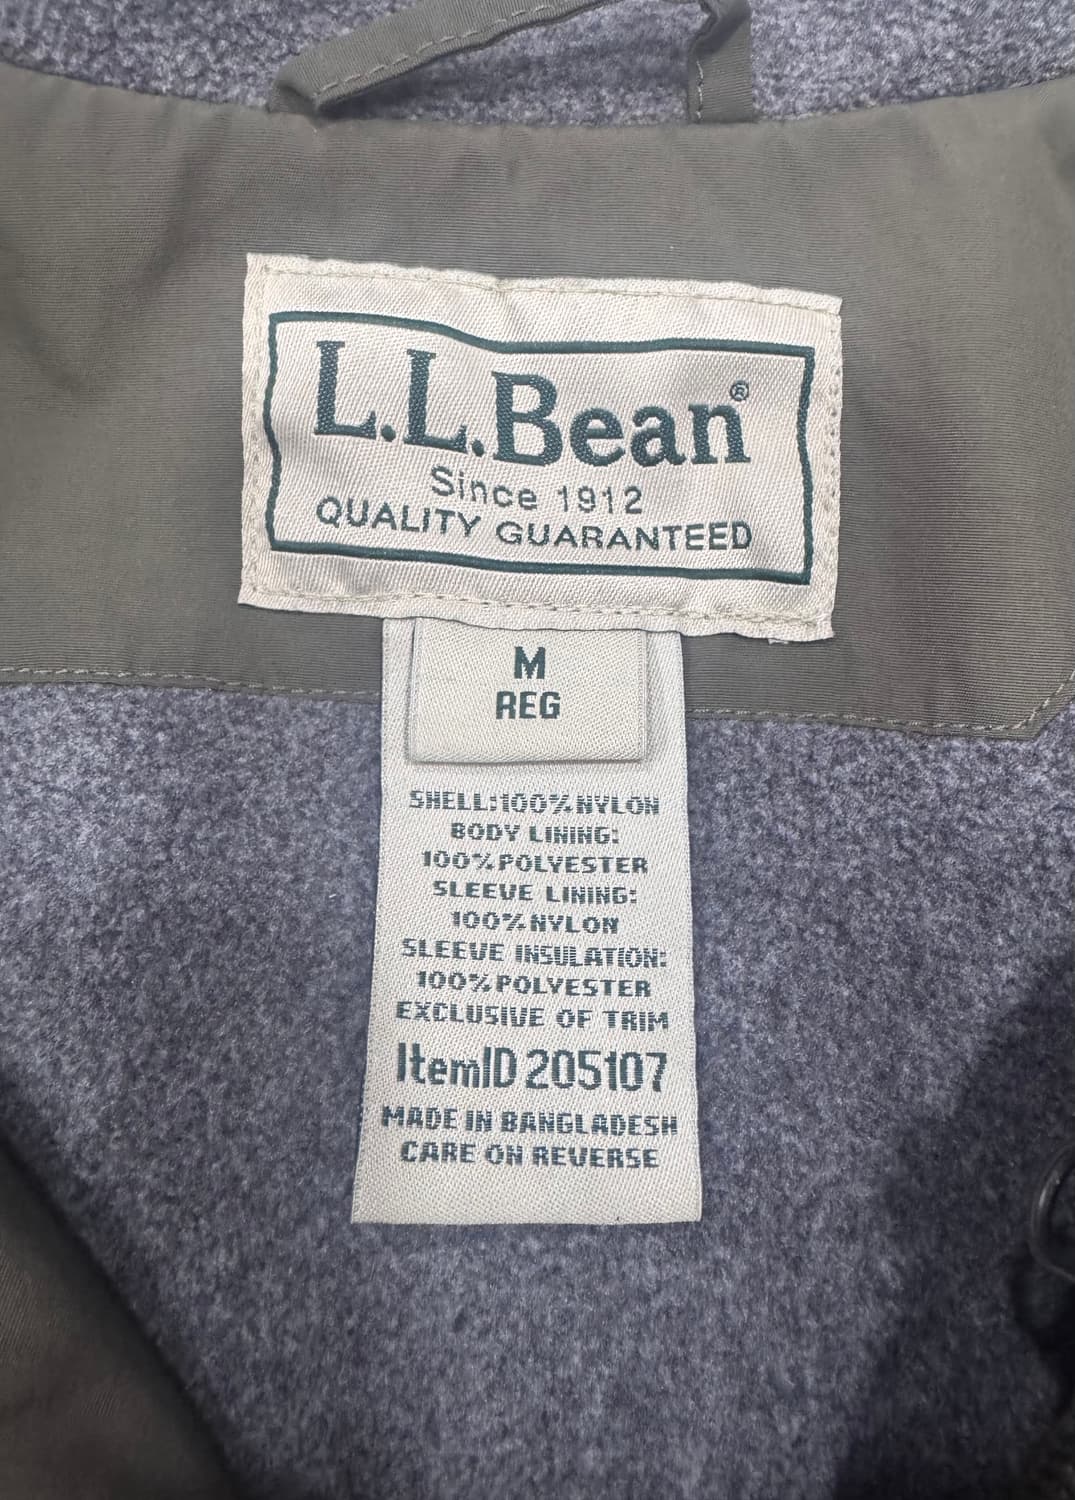 L.L.Bean®
Since 1912
QUALITY GUARANTEED
M
REG
SHELL:100%NYLON
BODY LINING:
100%POLYESTER
SLEEVE LINING:
100%NYLON
SLEEVE INSULATION:
100%POLYESTER
EXCLUSIVE OF TRIM
ItemID 205107
MADE IN BANGLADESH
CARE ON REVERSE